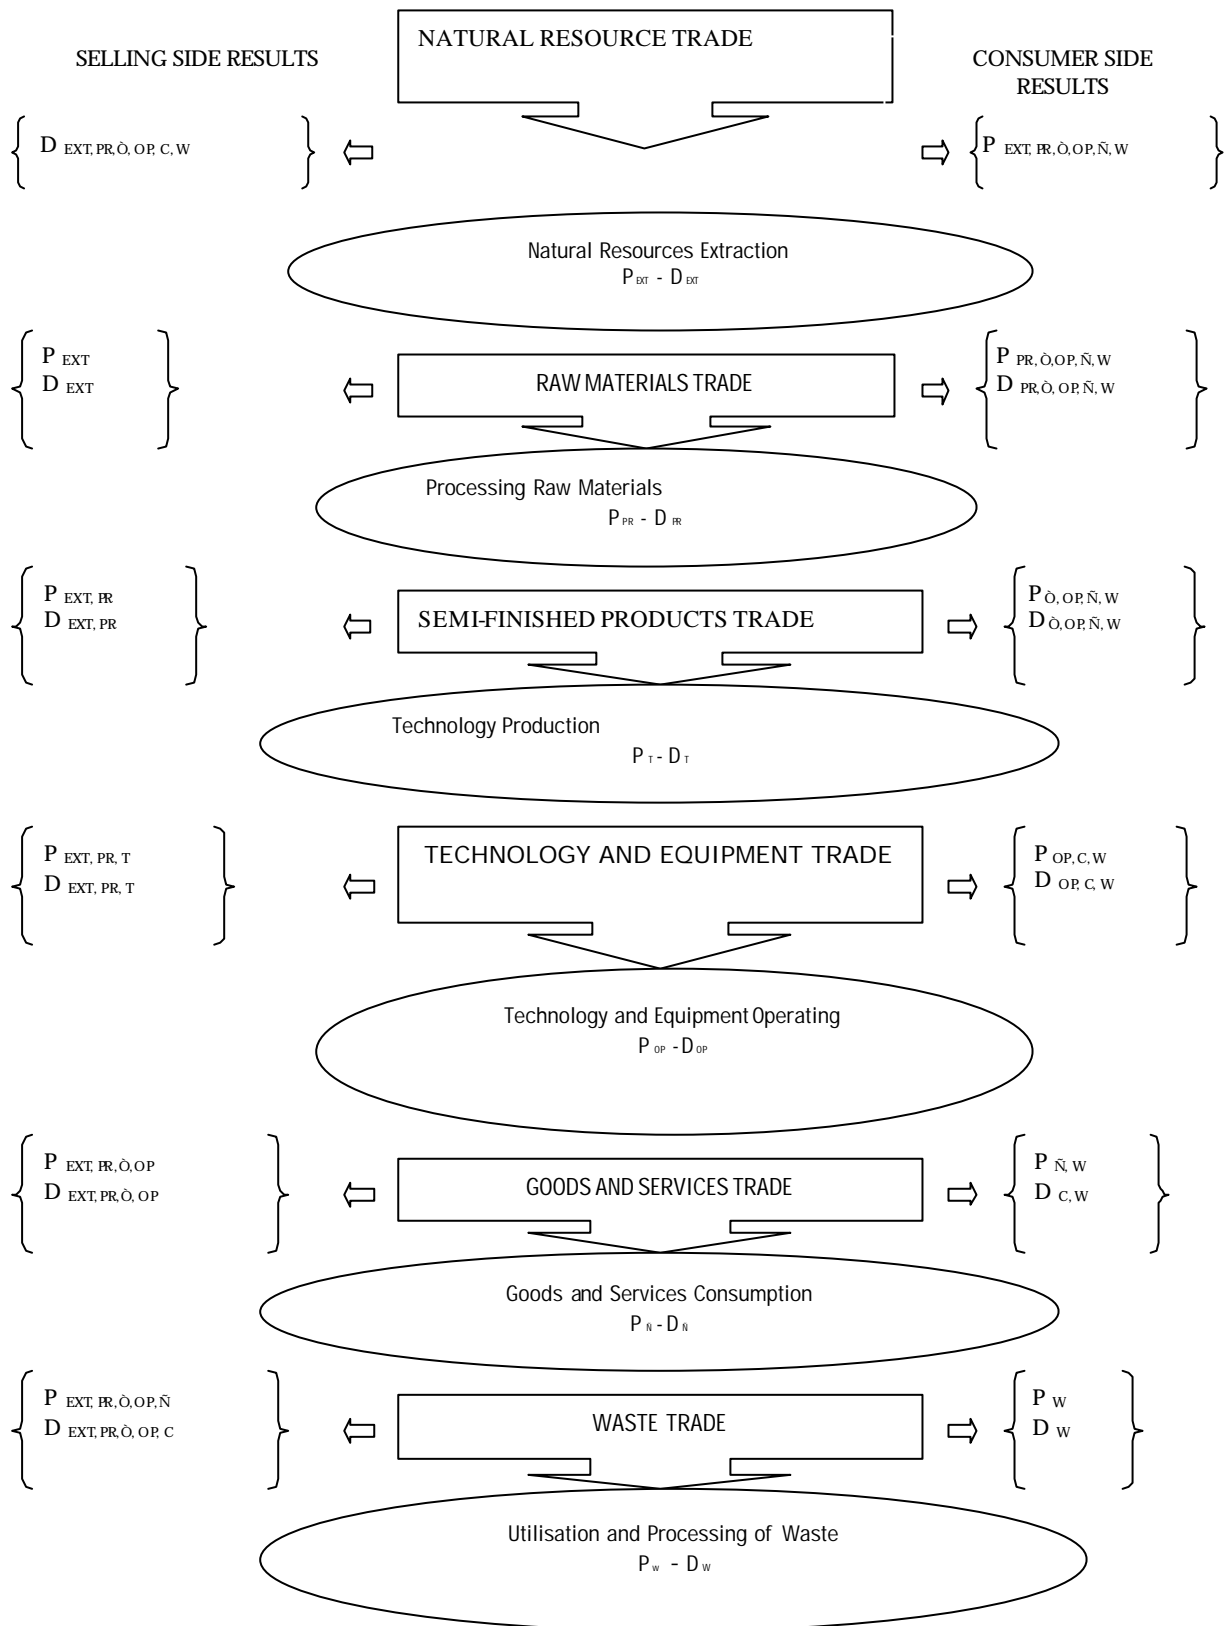 NATURAL RESOURCE TRADE
SELLING SIDE RESULTS
CONSUMER SIDE
RESULTS
D EXT, PR, Ò, OP, C, W
P EXT, PR, Ò, OP, Ñ, W
Natural Resources Extraction
P EXT - D EXT
P EXT
D EXT
RAW MATERIALS TRADE
P PR, Ò, OP, Ñ, W
D PR, Ò, OP, Ñ, W
Processing Raw Materials
P PR - D PR
P EXT, PR
D EXT, PR
SEMI-FINISHED PRODUCTS TRADE
P Ò, OP, Ñ, W
D Ò, OP, Ñ, W
Technology Production
P T - D T
P EXT, PR, T
D EXT, PR, T
TECHNOLOGY AND EQUIPMENT TRADE
P OP, C, W
D OP, C, W
Technology and Equipment Operating
P OP - D OP
P EXT, PR, Ò, OP
D EXT, PR, Ò, OP
GOODS AND SERVICES TRADE
P Ñ, W
D C, W
Goods and Services Consumption
P Ñ - D Ñ
P EXT, PR, Ò, OP, Ñ
D EXT, PR, Ò, OP, C
WASTE TRADE
P W
D W
Utilisation and Processing of Waste
P W - D W